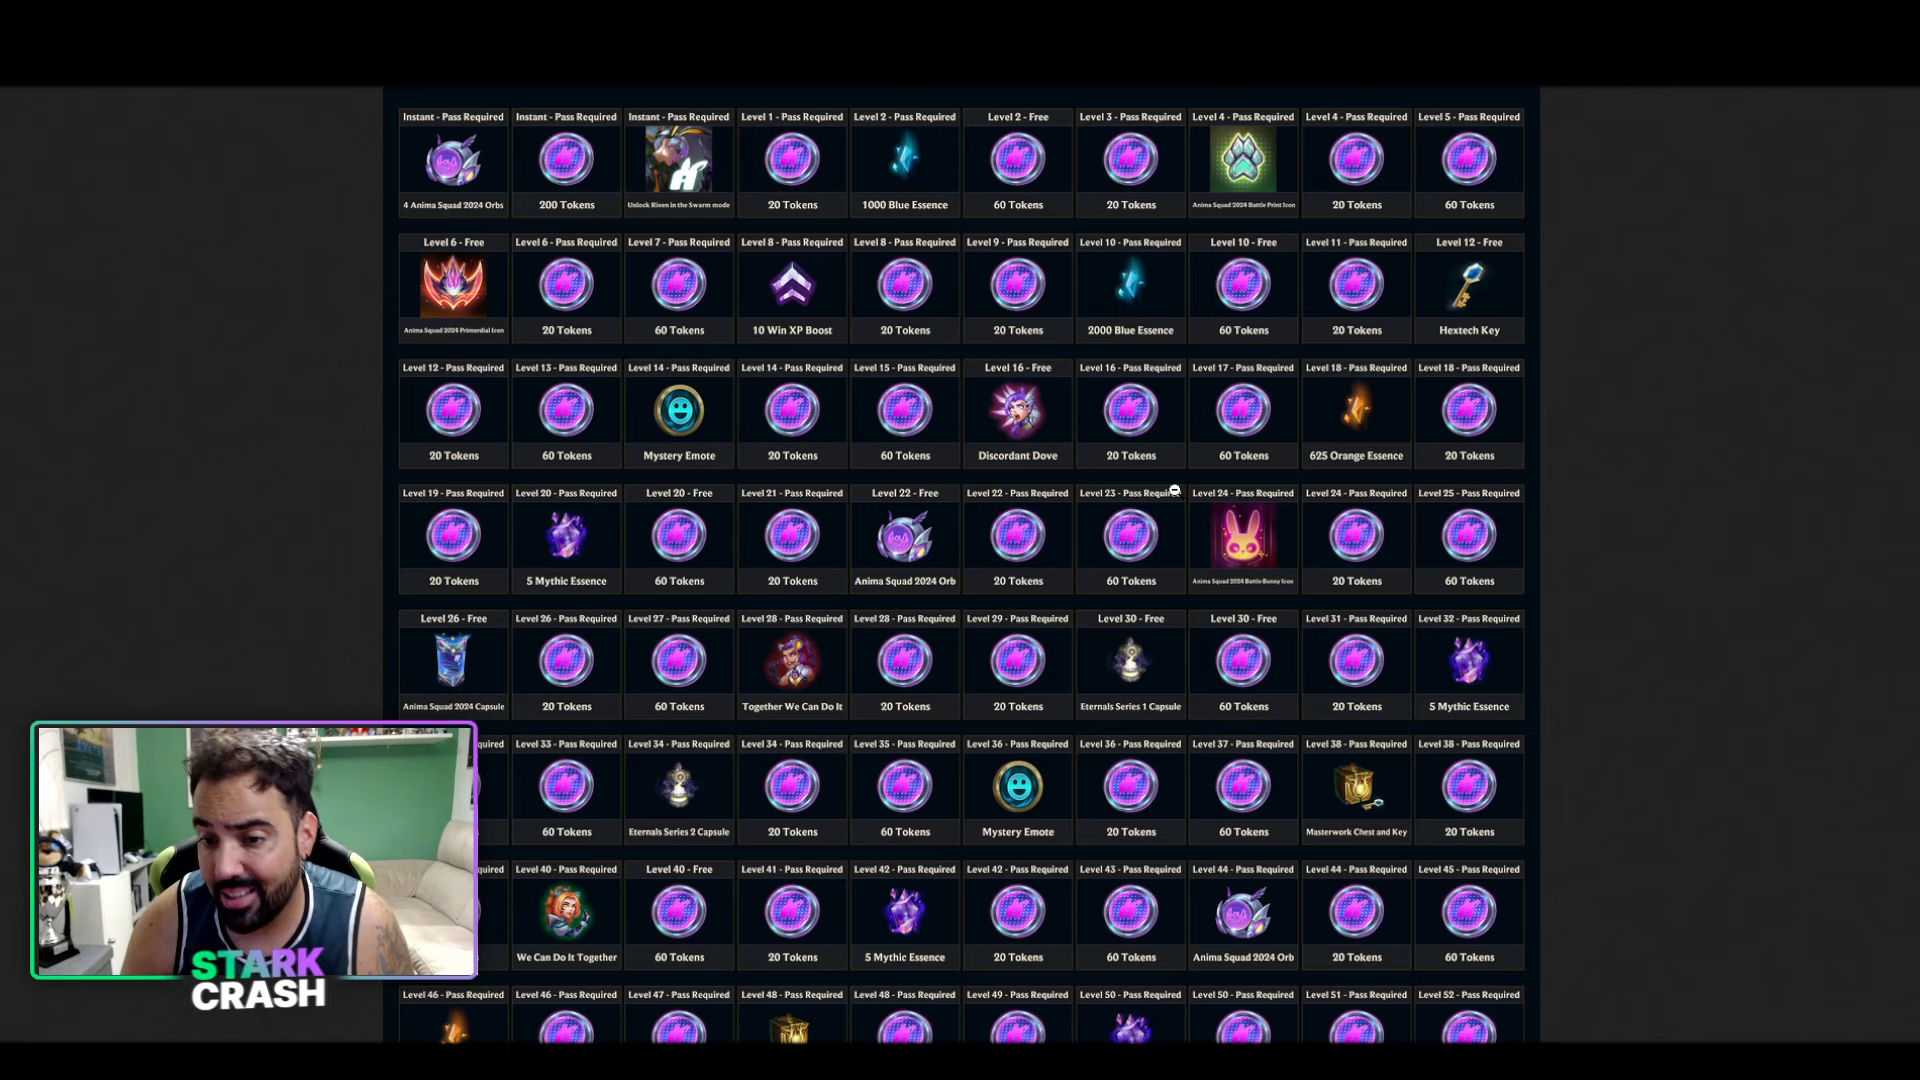 Instant - Pass Required Instant - Pass Required Instant - Pass Required Level 1 - Pass Required Level 2 - Pass Required Level 2 - Free Level 3 - Pass Required Level 4 - Pass Required Level 4 - Pass Required Level 5 - Pass Required
4 Anima Squad 2024 Orbs 200 Tokens Unlock Riven in the Swarm mode 20 Tokens 1000 Blue Essence 60 Tokens 20 Tokens Anima Squad 2024 Battle Print Icon 20 Tokens 60 Tokens
Level 6 - Free Level 6 - Pass Required Level 7 - Pass Required Level 8 - Pass Required Level 8 - Pass Required Level 9 - Pass Required Level 10 - Pass Required Level 10 - Free Level 11 - Pass Required Level 12 - Free
Anima Squad 2024 Primordial Icon 20 Tokens 60 Tokens 10 Win XP Boost 20 Tokens 20 Tokens 2000 Blue Essence 60 Tokens 20 Tokens Hextech Key
Level 12 - Pass Required Level 13 - Pass Required Level 14 - Pass Required Level 14 - Pass Required Level 15 - Pass Required Level 16 - Free Level 16 - Pass Required Level 17 - Pass Required Level 18 - Pass Required Level 18 - Pass Required
20 Tokens 60 Tokens Mystery Emote 20 Tokens 60 Tokens Discordant Dove 20 Tokens 60 Tokens 625 Orange Essence 20 Tokens
Level 19 - Pass Required Level 20 - Pass Required Level 20 - Free Level 21 - Pass Required Level 22 - Free Level 22 - Pass Required Level 23 - Pass Required Level 24 - Pass Required Level 24 - Pass Required Level 25 - Pass Required
20 Tokens 5 Mythic Essence 60 Tokens 20 Tokens Anima Squad 2024 Orb 20 Tokens 60 Tokens Anima Squad 2024 Battle Bunny Icon 20 Tokens 60 Tokens
Level 26 - Free Level 26 - Pass Required Level 27 - Pass Required Level 28 - Pass Required Level 28 - Pass Required Level 29 - Pass Required Level 30 - Free Level 30 - Free Level 31 - Pass Required Level 32 - Pass Required
Anima Squad 2024 Capsule 20 Tokens 60 Tokens Together We Can Do It 20 Tokens 20 Tokens Eternals Series 1 Capsule 60 Tokens 20 Tokens 5 Mythic Essence
Level 33 - Pass Required Level 34 - Pass Required Level 34 - Pass Required Level 35 - Pass Required Level 36 - Pass Required Level 36 - Pass Required Level 37 - Pass Required Level 38 - Pass Required Level 38 - Pass Required
60 Tokens Eternals Series 2 Capsule 20 Tokens 60 Tokens Mystery Emote 20 Tokens 60 Tokens Masterwork Chest and Key 20 Tokens
Level 40 - Pass Required Level 40 - Free Level 41 - Pass Required Level 42 - Pass Required Level 42 - Pass Required Level 43 - Pass Required Level 44 - Pass Required Level 44 - Pass Required Level 45 - Pass Required
We Can Do It Together 60 Tokens 20 Tokens 5 Mythic Essence 20 Tokens 60 Tokens Anima Squad 2024 Orb 20 Tokens 60 Tokens
Level 46 - Pass Required Level 46 - Pass Required Level 47 - Pass Required Level 48 - Pass Required Level 48 - Pass Required Level 49 - Pass Required Level 50 - Pass Required Level 50 - Pass Required Level 51 - Pass Required Level 52 - Pass Required
STARK
CRASH